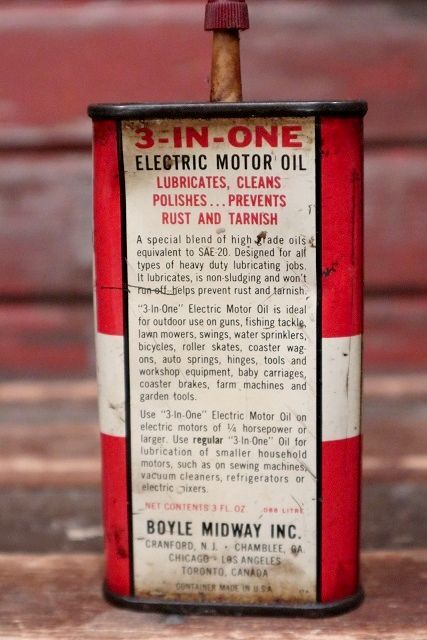 3-IN-ONE
ELECTRIC MOTOR OIL
LUBRICATES, CLEANS
POLISHES...PREVENTS
RUST AND TARNISH
A special blend of high grade oils
equivalent to SAE-20. Designed for all
types of heavy duty lubricating jobs.
It lubricates, is non-sludging and won't
run off, helps prevent rust and tarnish.
"3-In-One" Electric Motor Oil is ideal
for outdoor use on guns, fishing tackle,
lawn mowers, swings, water sprinklers,
bicycles, roller skates, coaster wag-
ons, auto springs, hinges, tools and
workshop equipment, baby carriages,
coaster brakes, farm machines and
garden tools.
Use "3-In-One" Electric Motor Oil on
electric motors of ¼ horsepower or
larger. Use regular "3-In-One" Oil for
lubrication of smaller household
motors, such as on sewing machines,
vacuum cleaners, refrigerators or
electric mixers.
NET CONTENTS 3 FL. OZ. .088 LITRE
BOYLE MIDWAY INC.
CRANFORD, N.J. - CHAMBLEE, GA.
CHICAGO - LOS ANGELES
TORONTO, CANADA
CONTAINER MADE IN U.S.A.